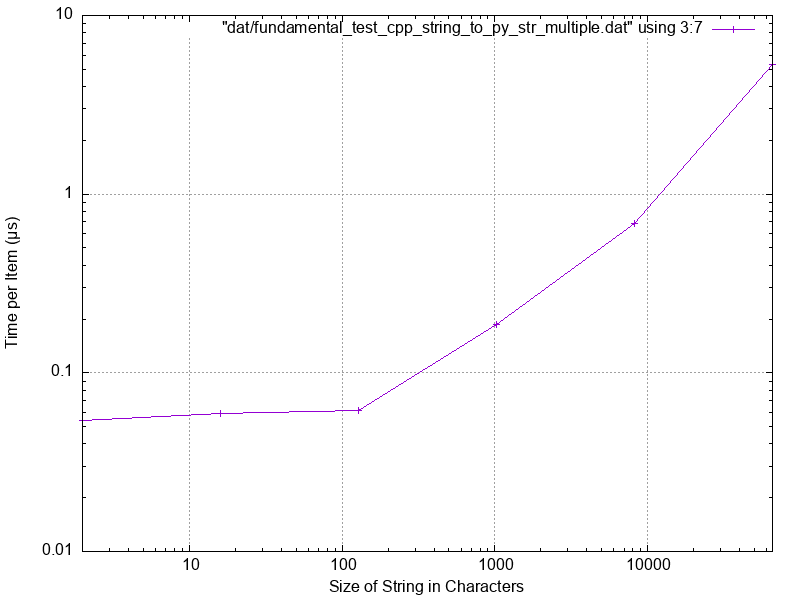 "dat/fundamental_test_cpp_string_to_py_str_multiple.dat" using 3:7
10
1
0.1
0.01
Time per Item (µs)
10 100 1000 10000
Size of String in Characters